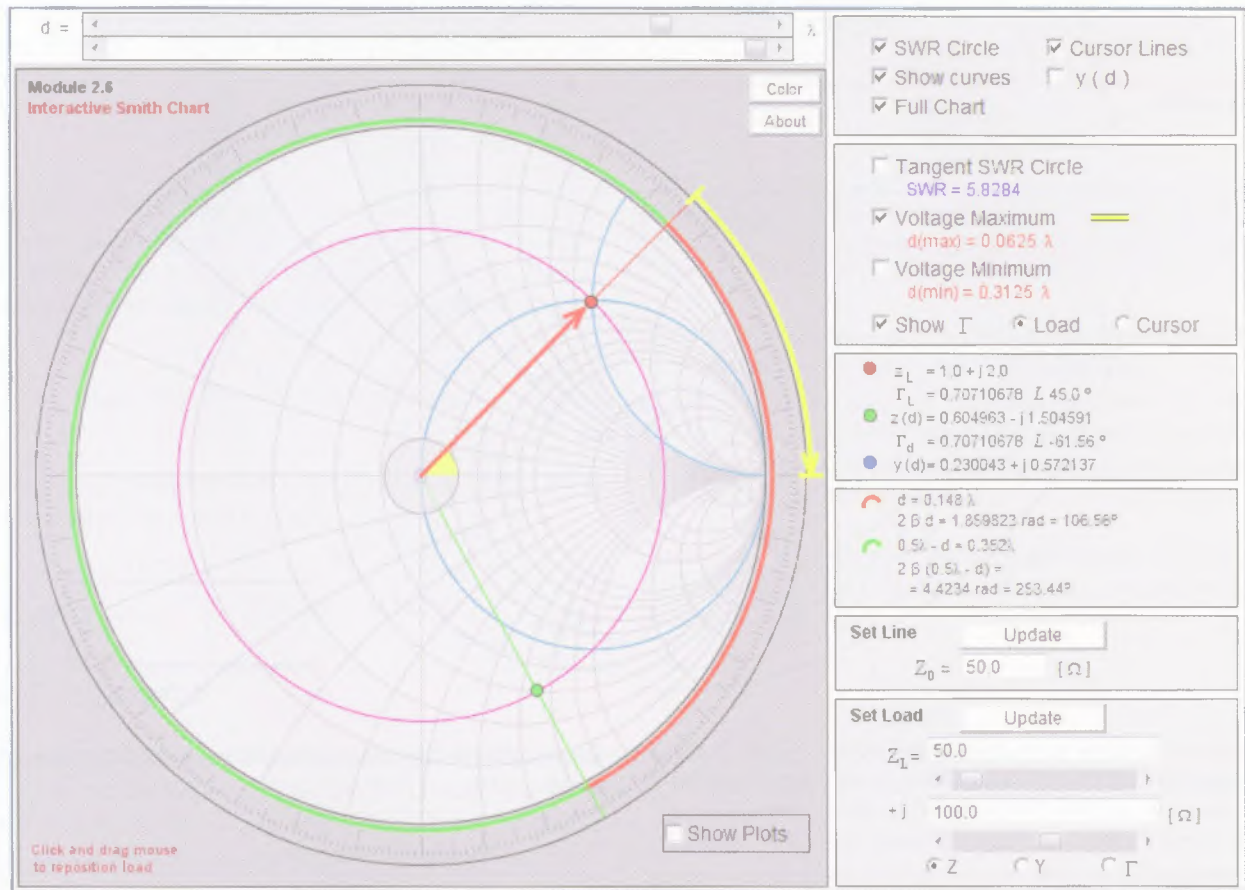 d =
λ
Module 2.6
Interactive Smith Chart
Color
About
Click and drag mouse
to reposition load
Show Plots
SWR Circle
Cursor Lines
Show curves
y ( d )
Full Chart
Tangent SWR Circle
SWR = 5.8284
Voltage Maximum
d(max) = 0.0625 λ
Voltage Minimum
d(min) = 0.3125 λ
Show Γ
Load
Cursor
z_L = 1.0 + j 2.0
Γ_L = 0.70710678 ∠ 45.0 °
z (d) = 0.604963 - j 1.504591
Γ_d = 0.70710678 ∠ -61.56 °
y (d)= 0.230043 + j 0.572137
d = 0.148 λ
2 β d = 1.859823 rad = 106.56°
0.5λ - d = 0.352λ
2 β (0.5λ - d) =
= 4.4234 rad = 253.44°
Set Line
Update
Z_0 = 50.0 [ Ω ]
Set Load
Update
Z_L = 50.0
+ j 100.0 [ Ω ]
Z
Y
Γ